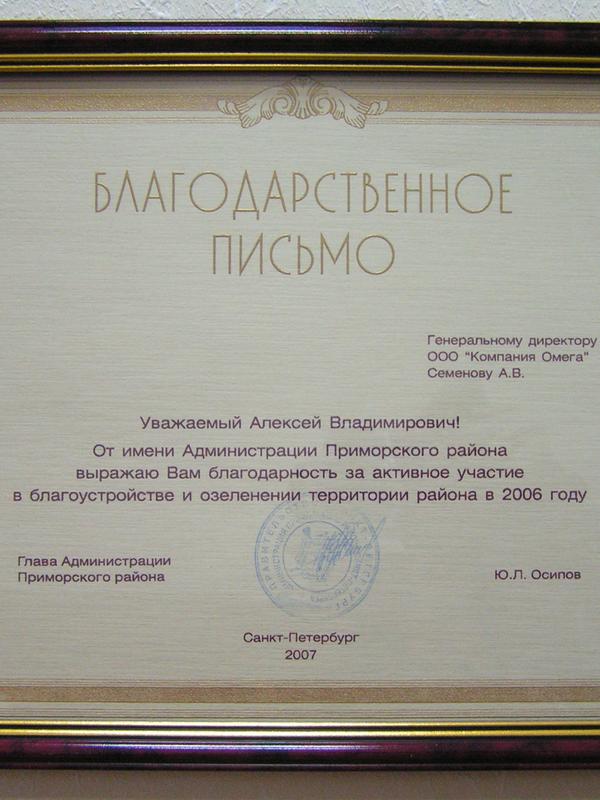 БЛАГОДАРСТВЕННОЕ
ПИСЬМО
Генеральному директору
ООО "Компания Омега"
Семенову А.В.
Уважаемый Алексей Владимирович!
От имени Администрации Приморского района
выражаю Вам благодарность за активное участие
в благоустройстве и озеленении территории района в 2006 году
Глава Администрации
Приморского района
Ю.Л. Осипов
Санкт-Петербург
2007